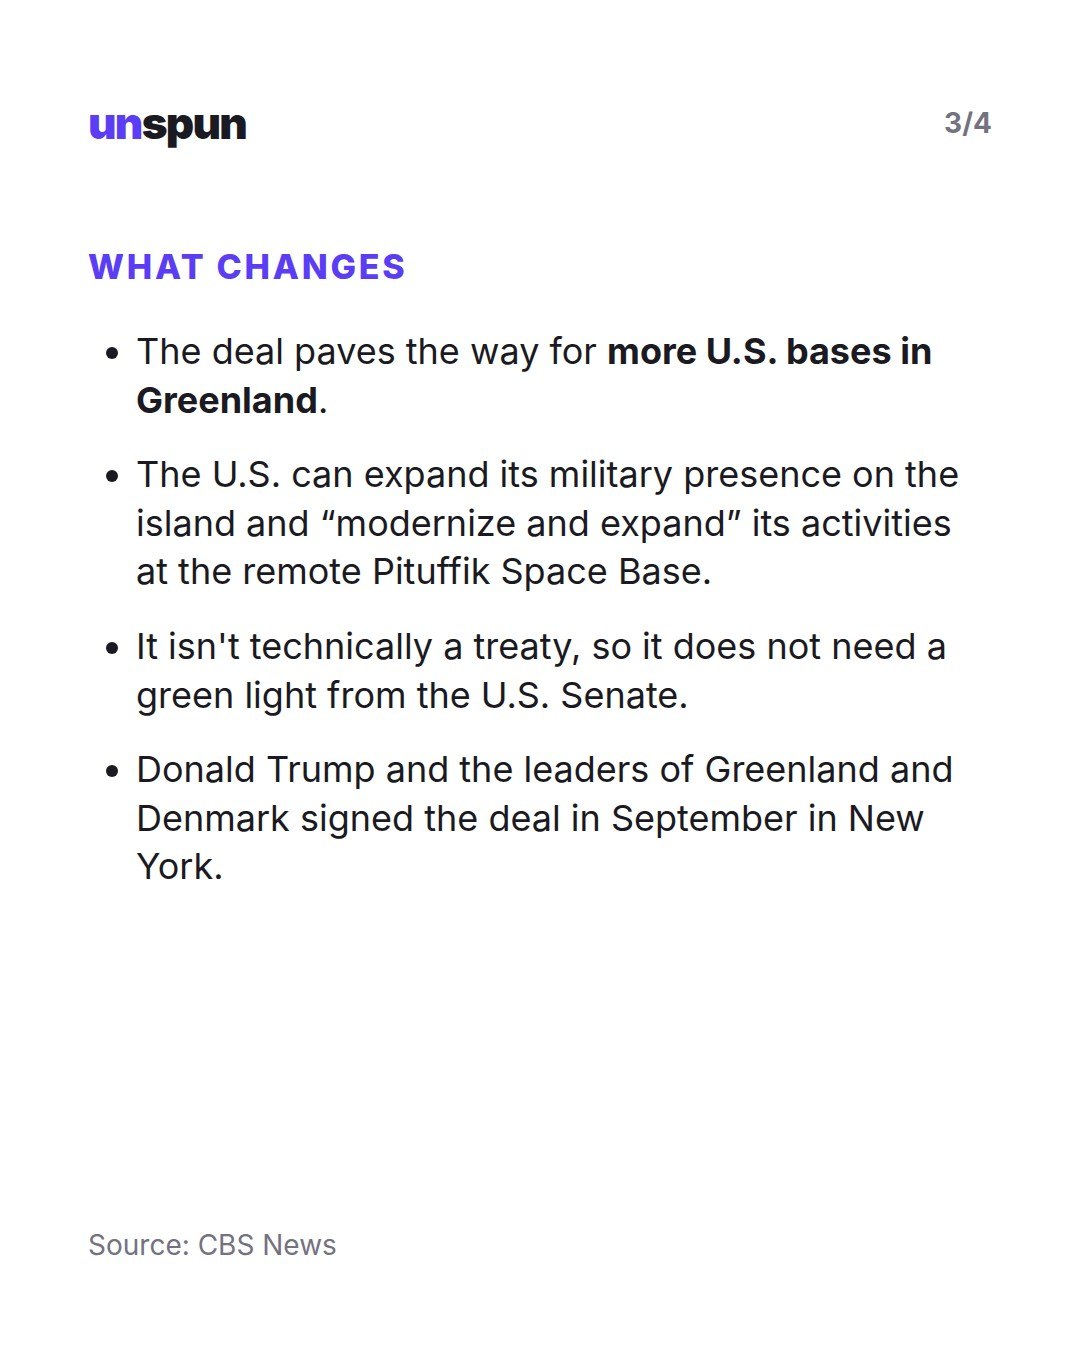 unspun
3/4
WHAT CHANGES
• The deal paves the way for more U.S. bases in
Greenland.
• The U.S. can expand its military presence on the
island and “modernize and expand” its activities
at the remote Pituffik Space Base.
• It isn't technically a treaty, so it does not need a
green light from the U.S. Senate.
• Donald Trump and the leaders of Greenland and
Denmark signed the deal in September in New
York.
Source: CBS News